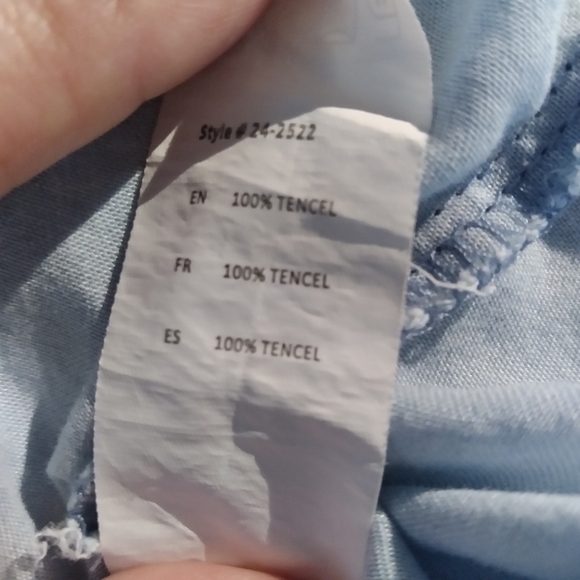 Style # 24-2522
EN 100% TENCEL
FR 100% TENCEL
ES 100% TENCEL